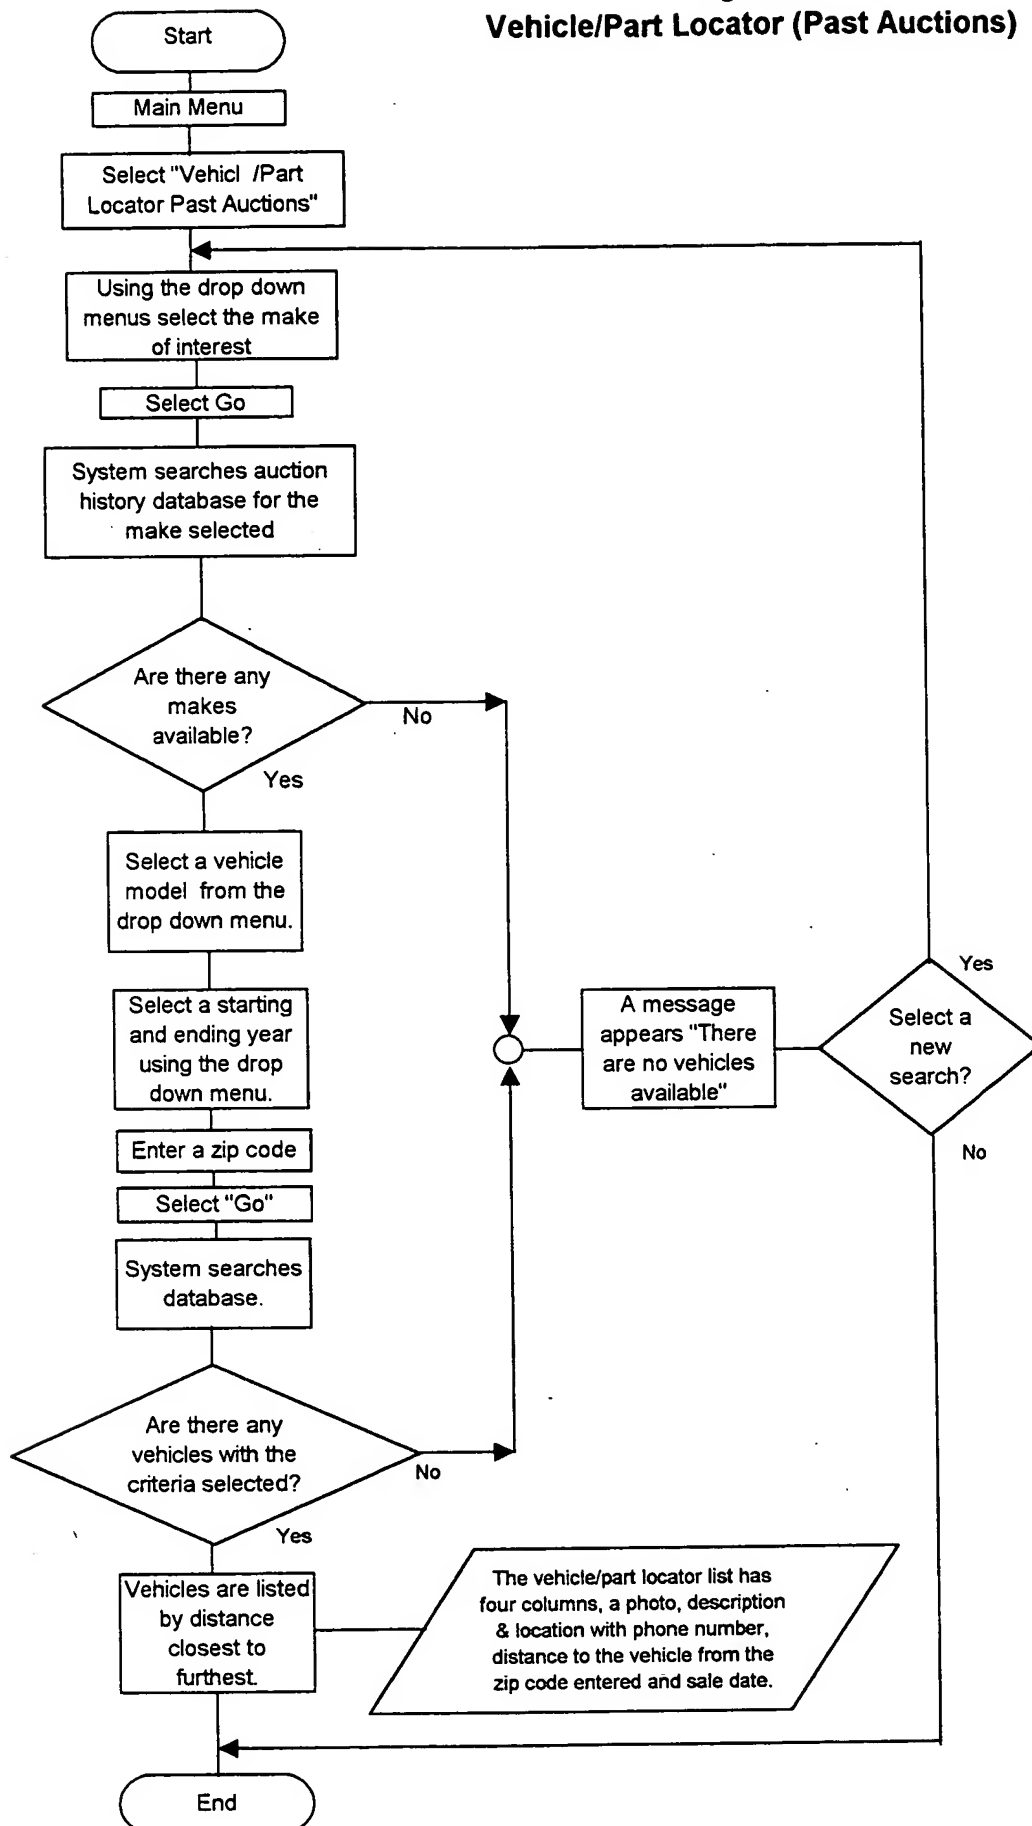 Vehicle/Part Locator (Past Auctions)
Start
Main Menu
Select "Vehicl /Part
Locator Past Auctions"
Using the drop down
menus select the make
of interest
Select Go
System searches auction
history database for the
make selected
Are there any
makes
available?
No
Yes
Select a vehicle
model from the
drop down menu.
Select a starting
and ending year
using the drop
down menu.
Enter a zip code
Select "Go"
System searches
database.
Are there any
vehicles with the
criteria selected?
No
Yes
A message
appears "There
are no vehicles
available"
Select a
new
search?
Yes
No
Vehicles are listed
by distance
closest to
furthest.
The vehicle/part locator list has
four columns, a photo, description
& location with phone number,
distance to the vehicle from the
zip code entered and sale date.
End